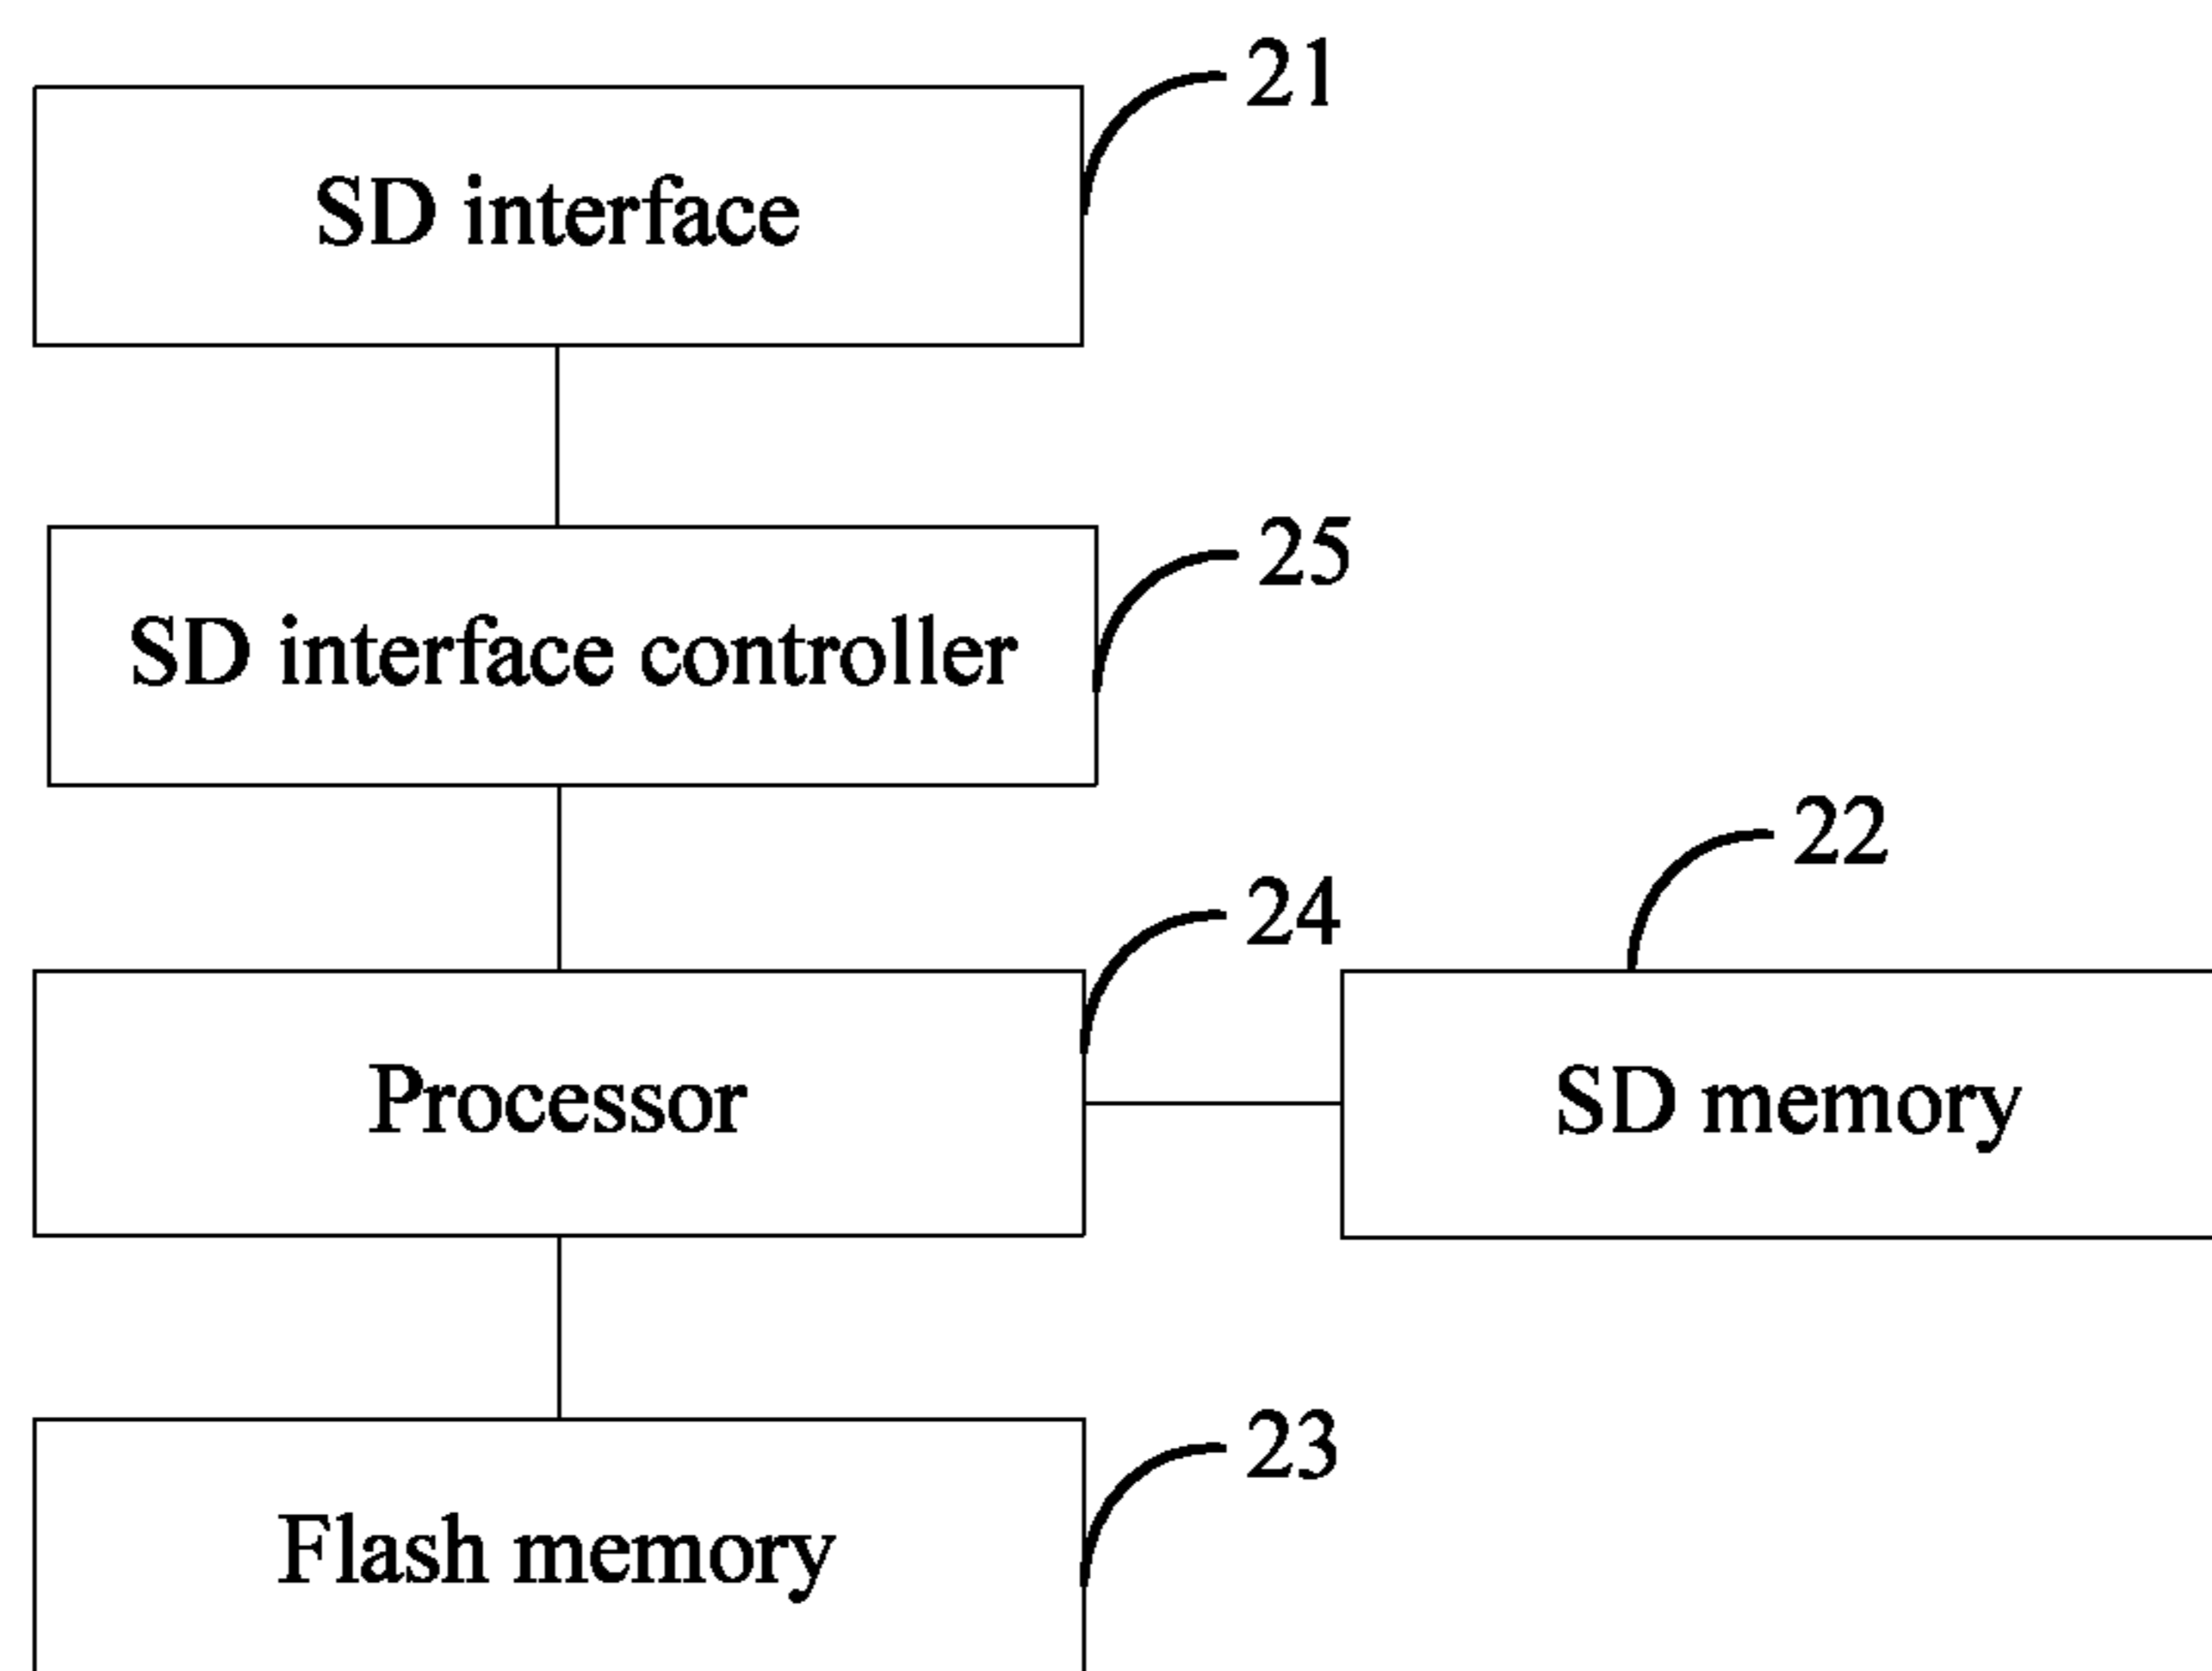 21
SD interface
25
SD interface controller
22
24
Processor
SD memory
23
Flash memory